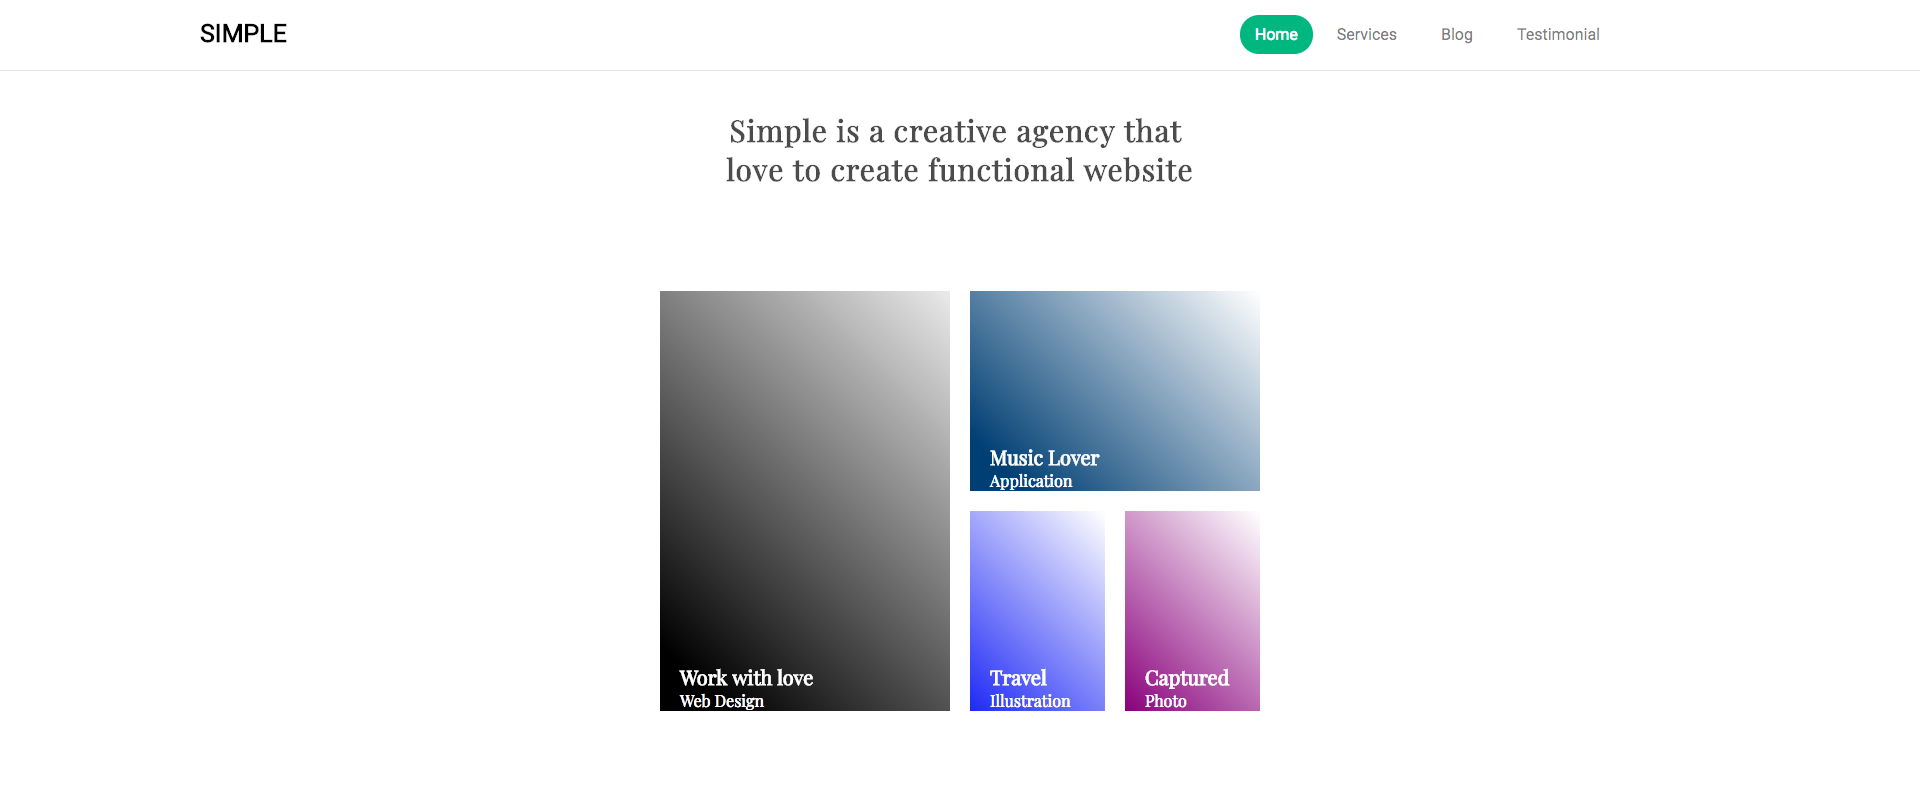 SIMPLE
Home Services Blog Testimonial
Simple is a creative agency that
love to create functional website
Music Lover
Application
Work with love
Web Design
Travel
Illustration
Captured
Photo